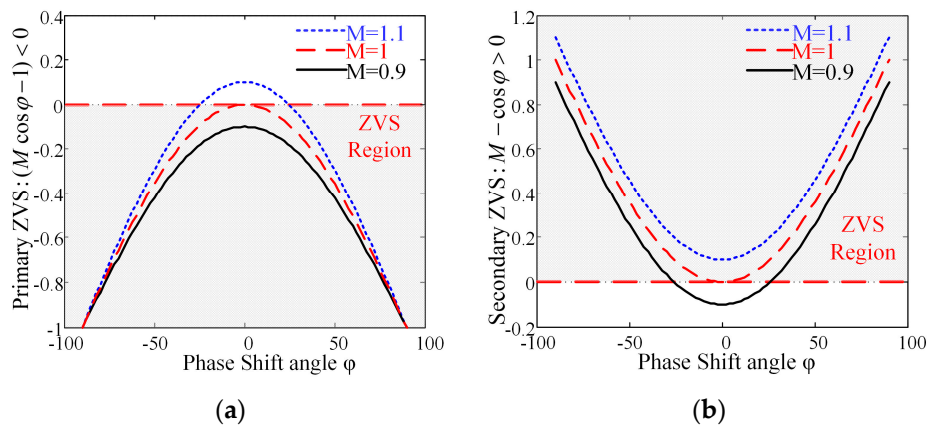 Primary ZVS: (M cos φ−1) < 0
0.4
0.2
0
-0.2
-0.4
-0.6
-0.8
-1
M=1.1
M=1
M=0.9
ZVS
Region
-100 -50 0 50 100
Phase Shift angle φ
(a)
Secondary ZVS: M − cos φ > 0
1.2
1
0.8
0.6
0.4
0.2
0
-0.2
M=1.1
M=1
M=0.9
ZVS
Region
-100 -50 0 50 100
Phase Shift angle φ
(b)